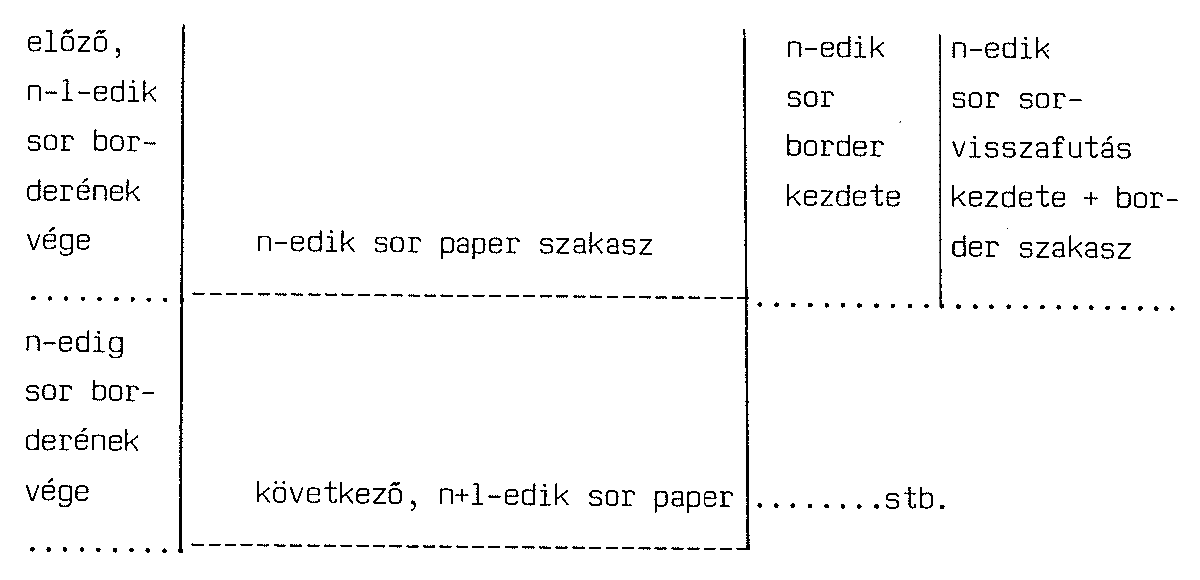 előző,
n-l-edik
sor bor-
derének
vége
n-edik sor paper szakasz
n-edik
sor
border
kezdete
n-edik
sor sor-
visszafutás
kezdete + bor-
der szakasz
n-edig
sor bor-
derének
vége
következő, n+l-edik sor paper ........stb.